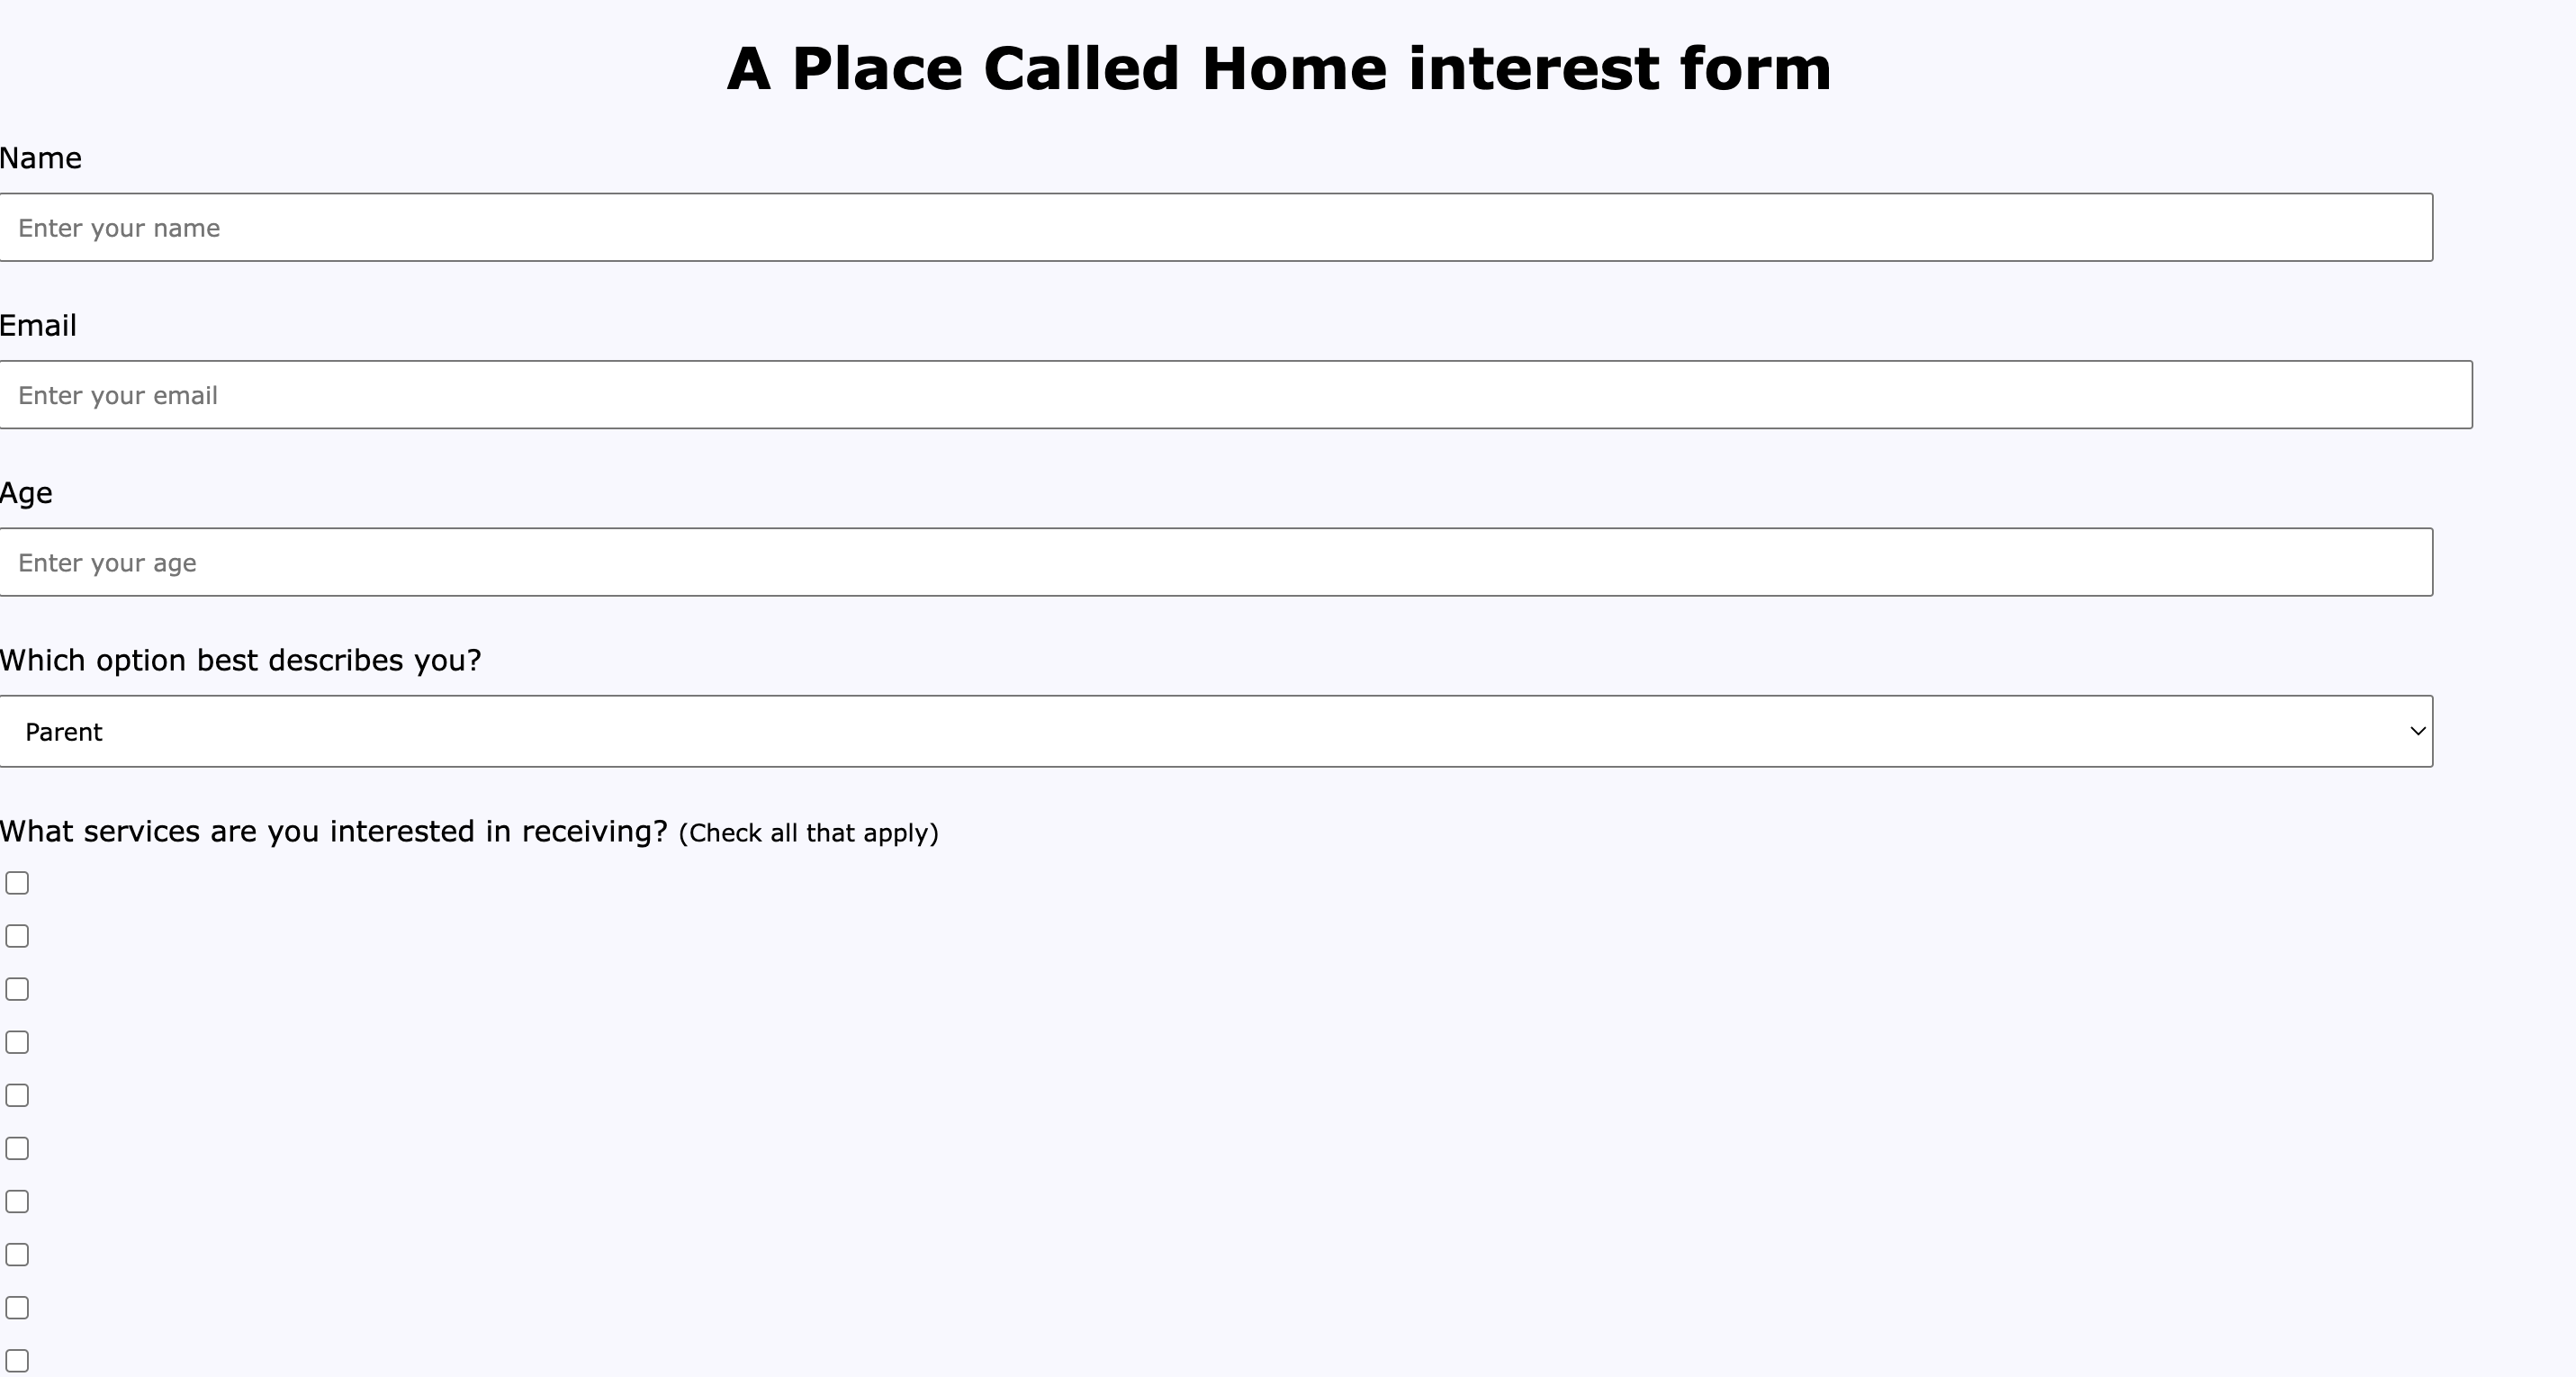 A Place Called Home interest form
Name
Enter your name
Email
Enter your email
Age
Enter your age
Which option best describes you?
Parent
What services are you interested in receiving? (Check all that apply)